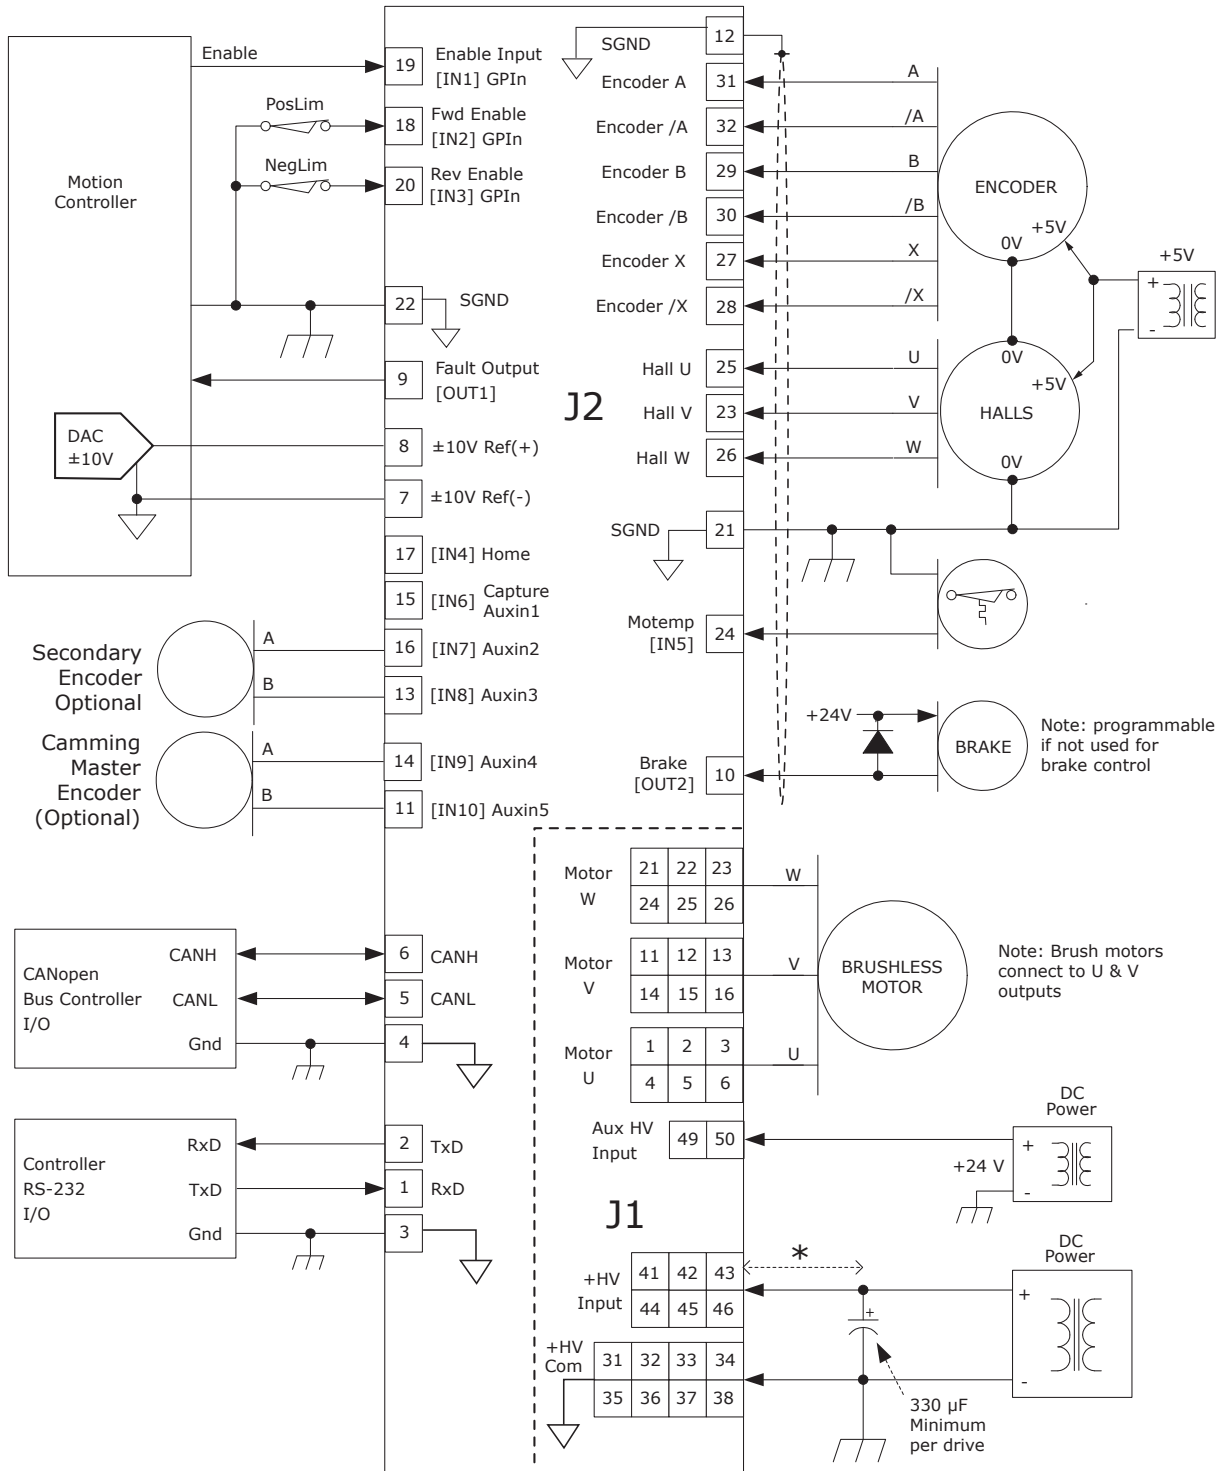 Motion
Controller
Enable
PosLim
NegLim
DAC
±10V
19
Enable Input
[IN1] GPIn
18
Fwd Enable
[IN2] GPIn
20
Rev Enable
[IN3] GPIn
22
SGND
9
Fault Output
[OUT1]
8
±10V Ref(+)
7
±10V Ref(-)
17
[IN4] Home
15
[IN6] Capture
Auxin1
16
[IN7] Auxin2
13
[IN8] Auxin3
14
[IN9] Auxin4
11
[IN10] Auxin5
Secondary
Encoder
Optional
A
B
Camming
Master
Encoder
(Optional)
A
B
CANopen
Bus Controller
I/O
CANH
CANL
Gnd
6
CANH
5
CANL
4
Controller
RS-232
I/O
RxD
TxD
Gnd
2
TxD
1
RxD
3
J2
SGND
12
Encoder A
31
A
Encoder /A
32
/A
Encoder B
29
B
Encoder /B
30
/B
Encoder X
27
X
Encoder /X
28
/X
ENCODER
+5V
0V
+5V
+
-
Hall U
25
U
Hall V
23
V
Hall W
26
W
0V
+5V
HALLS
0V
SGND
21
Motemp
[IN5]
24
Brake
[OUT2]
10
+24V
BRAKE
Note: programmable
if not used for
brake control
Motor
W
21 22 23
24 25 26
W
Motor
V
11 12 13
14 15 16
V
Motor
U
1 2 3
4 5 6
U
BRUSHLESS
MOTOR
Note: Brush motors
connect to U & V
outputs
Aux HV
Input
49 50
DC
Power
+
+24 V
-
J1
+HV
Input
41 42 43
44 45 46
*
DC
Power
+
-
+
+HV
Com
31 32 33 34
35 36 37 38
330 µF
Minimum
per drive